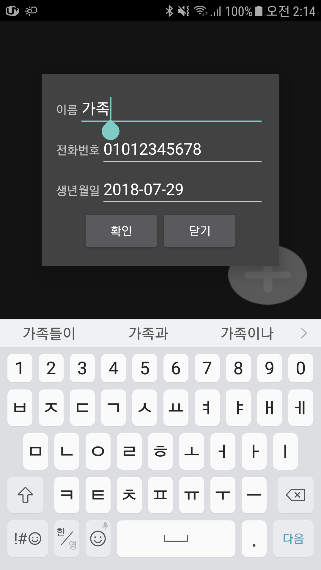 100% 오전 2:14
이름 가족
전화번호 01012345678
생년월일 2018-07-29
확인 닫기
가족들이 가족과 가족이나
1 2 3 4 5 6 7 8 9 0
ㅂ ㅈ ㄷ ㄱ ㅅ ㅛ ㅕ ㅑ ㅐ ㅔ
ㅁ ㄴ ㅇ ㄹ ㅎ ㅗ ㅓ ㅏ ㅣ
ㅋ ㅌ ㅊ ㅍ ㅠ ㅜ ㅡ
!#☺ 한/영 . 다음